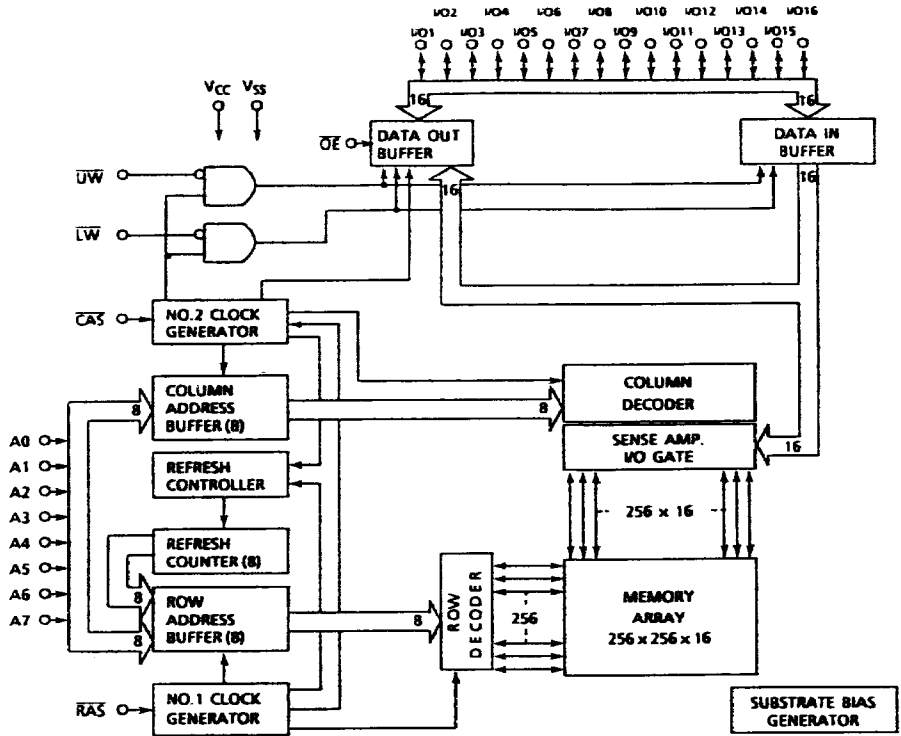 I/O2 I/O4 I/O6 I/O8 I/O10 I/O12 I/O14 I/O16
I/O1 I/O3 I/O5 I/O7 I/O9 I/O11 I/O13 I/O15
16 16
VCC VSS
OE
DATA OUT
BUFFER
DATA IN
BUFFER
UW
16 16
LW
CAS
NO.2 CLOCK
GENERATOR
COLUMN
ADDRESS
BUFFER (8)
8
8
COLUMN
DECODER
SENSE AMP.
I/O GATE
16
A0
A1
A2
A3
A4
A5
A6
A7
REFRESH
CONTROLLER
256 x 16
REFRESH
COUNTER (8)
8
ROW
ADDRESS
BUFFER (8)
8
8
ROW
DECODER
256
MEMORY
ARRAY
256 x 256 x 16
RAS
NO.1 CLOCK
GENERATOR
SUBSTRATE BIAS
GENERATOR